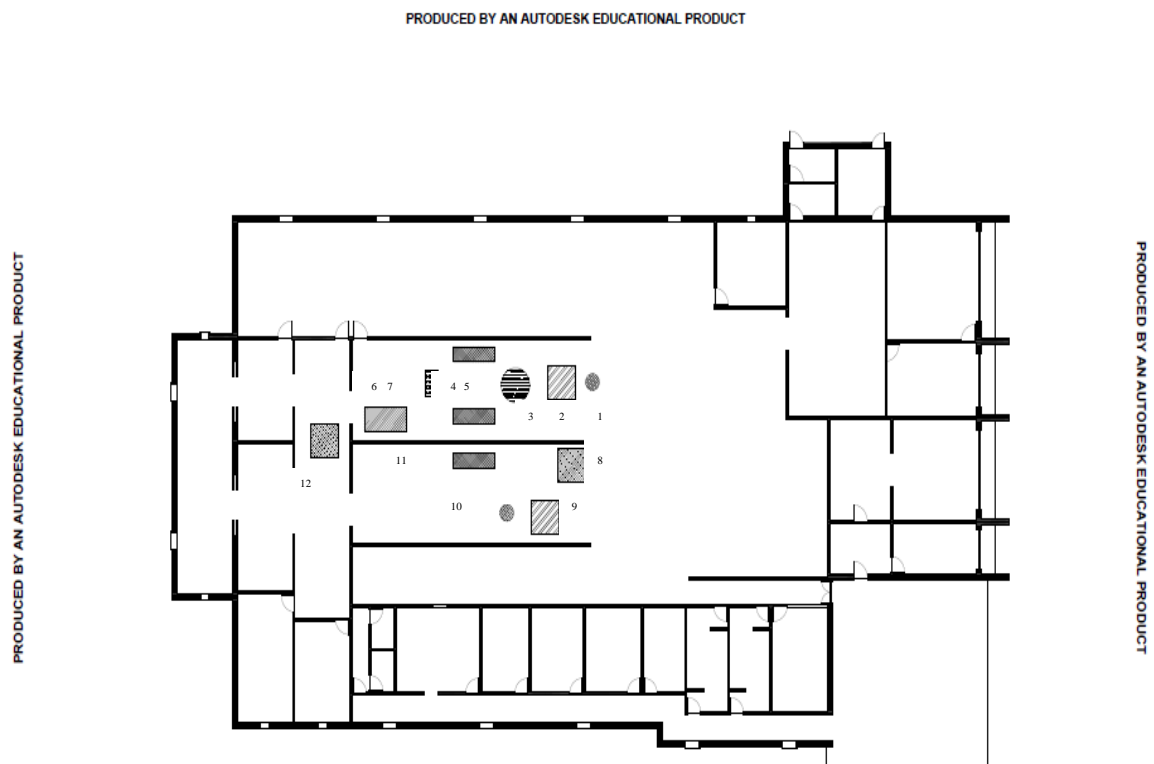 PRODUCED BY AN AUTODESK EDUCATIONAL PRODUCT
PRODUCED BY AN AUTODESK EDUCATIONAL PRODUCT
PRODUCED BY AN AUTODESK EDUCATIONAL PRODUCT
6 7 4 5
3 2 1
11 8
12
10 9